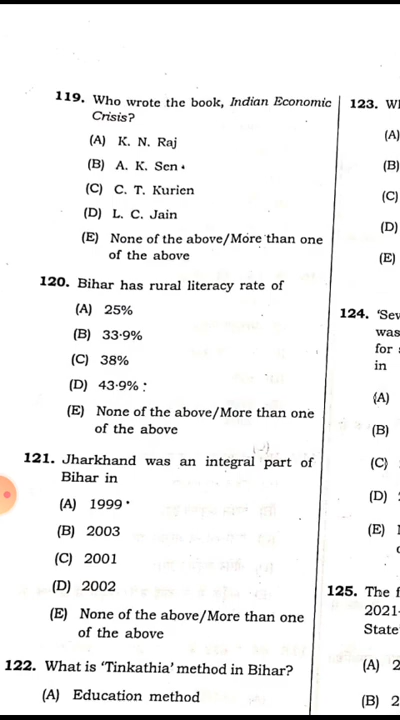 119. Who wrote the book, Indian Economic
Crisis?
(A) K. N. Raj
(B) A. K. Sen
(C) C. T. Kurien
(D) L. C. Jain
(E) None of the above/More than one
of the above
120. Bihar has rural literacy rate of
(A) 25%
(B) 33·9%
(C) 38%
(D) 43·9%
(E) None of the above/More than one
of the above
121. Jharkhand was an integral part of
Bihar in
(A) 1999
(B) 2003
(C) 2001
(D) 2002
(E) None of the above/More than one
of the above
122. What is 'Tinkathia' method in Bihar?
(A) Education method
123.
(A)
(B)
(C)
(D)
(E)
124.
was
for
in
(A)
(B)
(C)
(D)
(E)
125. The
2021-
State
(A) 2
(B) 2